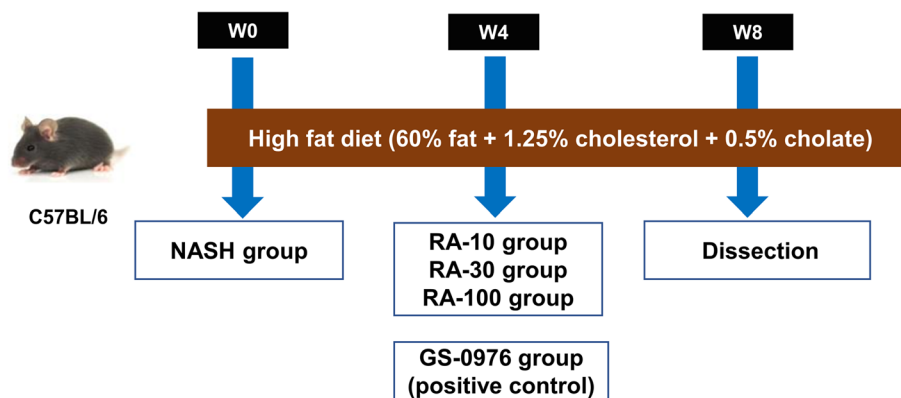 W0
W4
W8
High fat diet (60% fat + 1.25% cholesterol + 0.5% cholate)
C57BL/6
NASH group
RA-10 group
RA-30 group
RA-100 group
Dissection
GS-0976 group
(positive control)